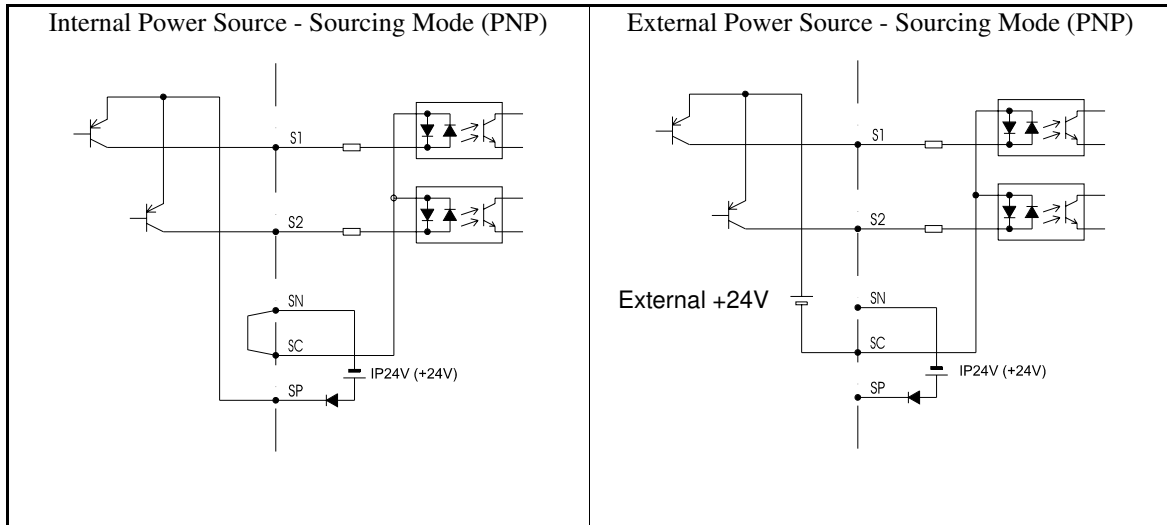 Internal Power Source - Sourcing Mode (PNP)
S1
S2
SN
SC
IP24V (+24V)
SP
External Power Source - Sourcing Mode (PNP)
S1
S2
External +24V
SN
SC
IP24V (+24V)
SP